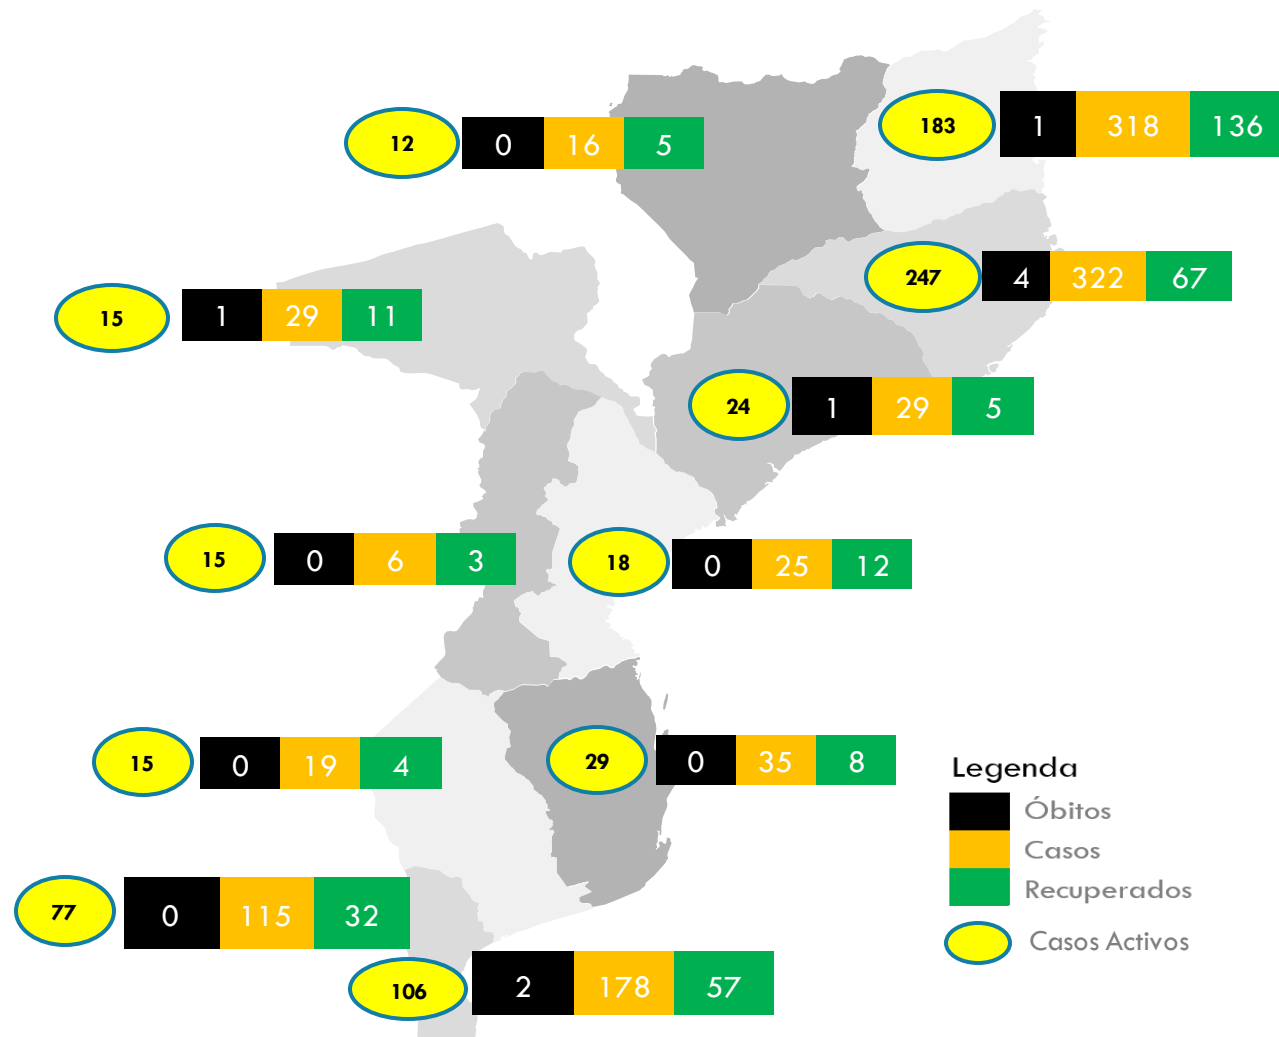 183 1 318 136
12 0 16 5
247 4 322 67
15 1 29 11
24 1 29 5
15 0 6 3
18 0 25 12
15 0 19 4
29 0 35 8
Legenda
Óbitos
Casos
Recuperados
Casos Activos
77 0 115 32
106 2 178 57